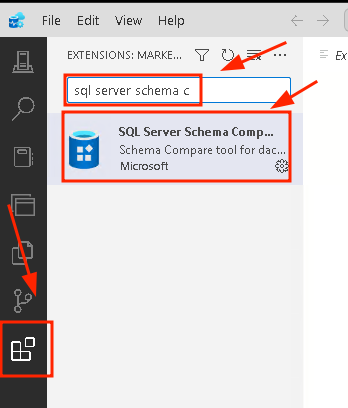 File Edit View Help
EXTENSIONS: MARKE...
sql server schema c
SQL Server Schema Comp...
Schema Compare tool for dac...
Microsoft
Ex